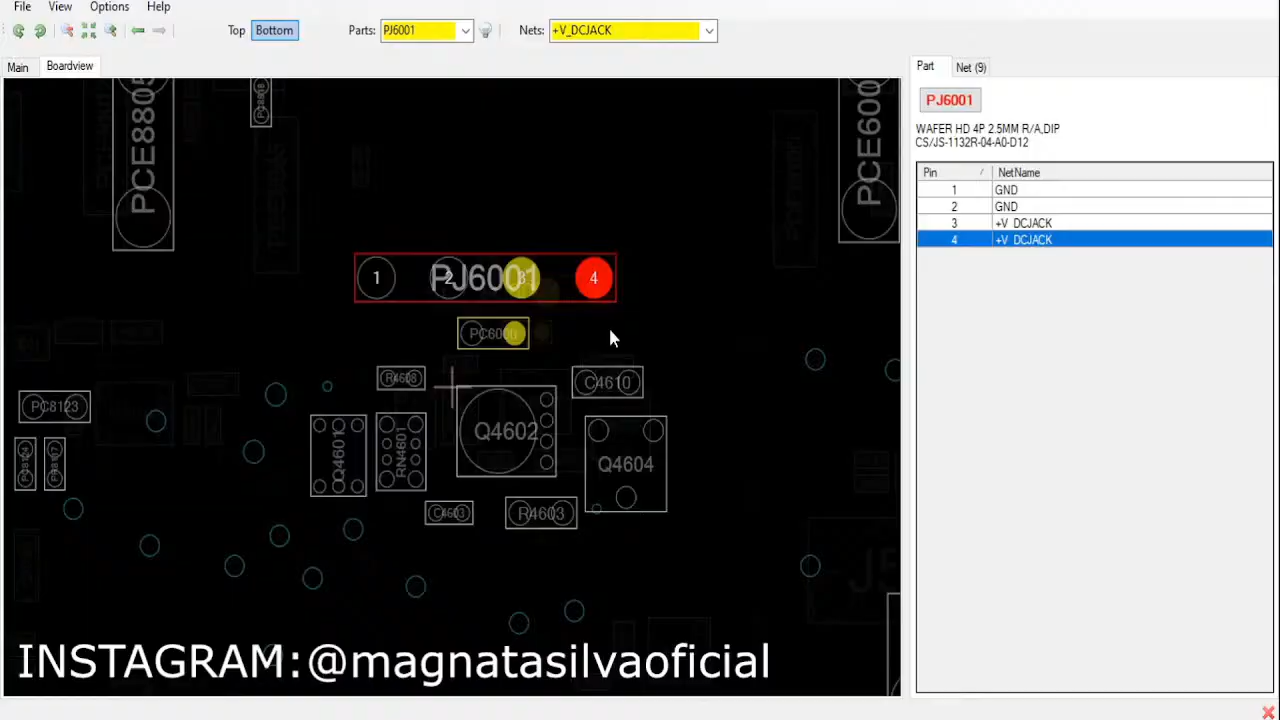 File View Options Help
Top Bottom Parts: PJ6001 Nets: +V_DCJACK
Main Boardview
Part Net (9)
PJ6001
WAFER HD 4P 2.5MM R/A,DIP
CS/JS-1132R-04-A0-D12
Pin / NetName
1 GND
2 GND
3 +V_DCJACK
4 +V_DCJACK
PCE8805
PCE600
1 2 PJ6001 3 4
R4608
C4610
PC8123
Q4601
RN4601
Q4602
Q4604
C4603
R4603
INSTAGRAM:@magnatasilvaoficial